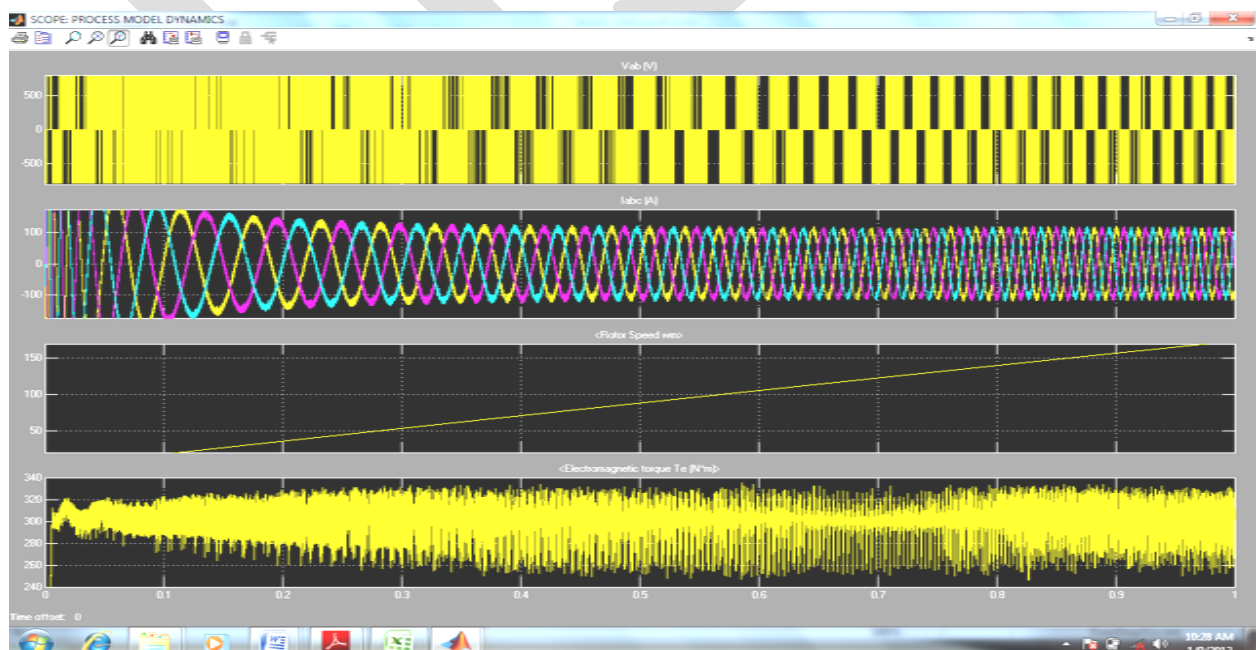 SCOPE: PROCESS MODEL DYNAMICS
Vab [V]
500
0
-500
Iabc [A]
100
0
-100
<Rotor Speed wm>
150
100
50
<Electromagnetic torque Te (N*m)>
340
320
300
280
260
240
0 0.1 0.2 0.3 0.4 0.5 0.6 0.7 0.8 0.9 1
Time offset: 0
10:28 AM